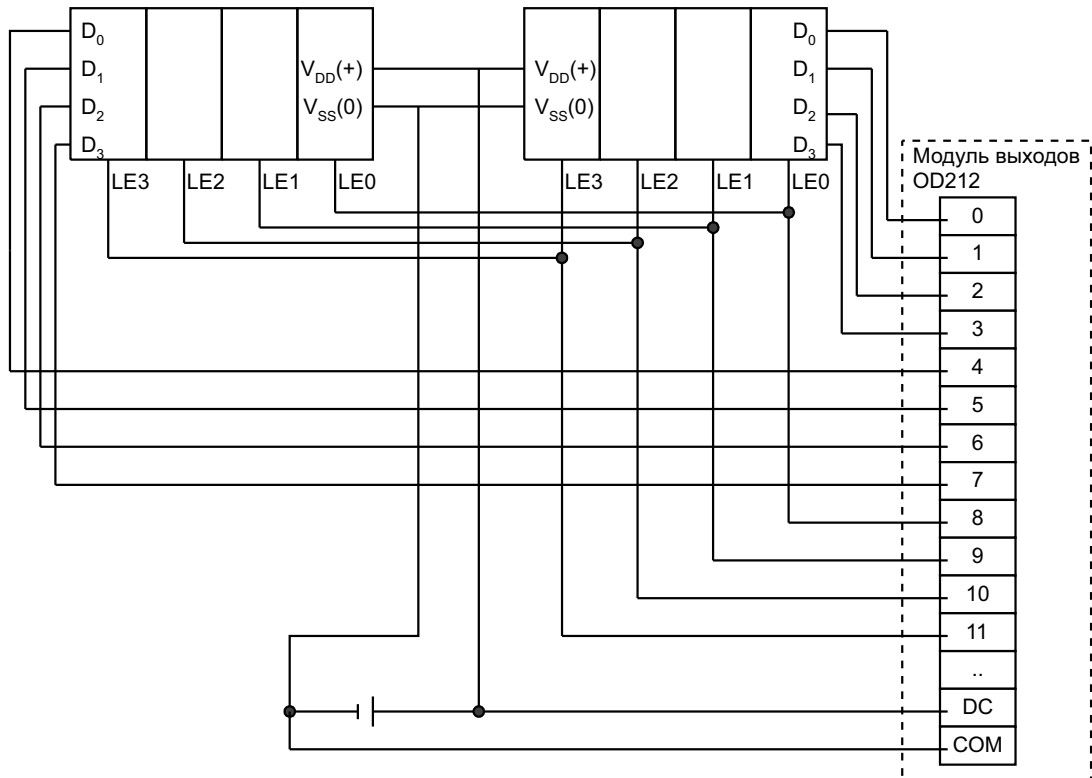 D0 D0
D1 VDD(+) VDD(+) D1
D2 VSS(0) VSS(0) D2
D3 D3
LE3 LE2 LE1 LE0 LE3 LE2 LE1 LE0
Модуль выходов
OD212
0
1
2
3
4
5
6
7
8
9
10
11
..
DC
COM